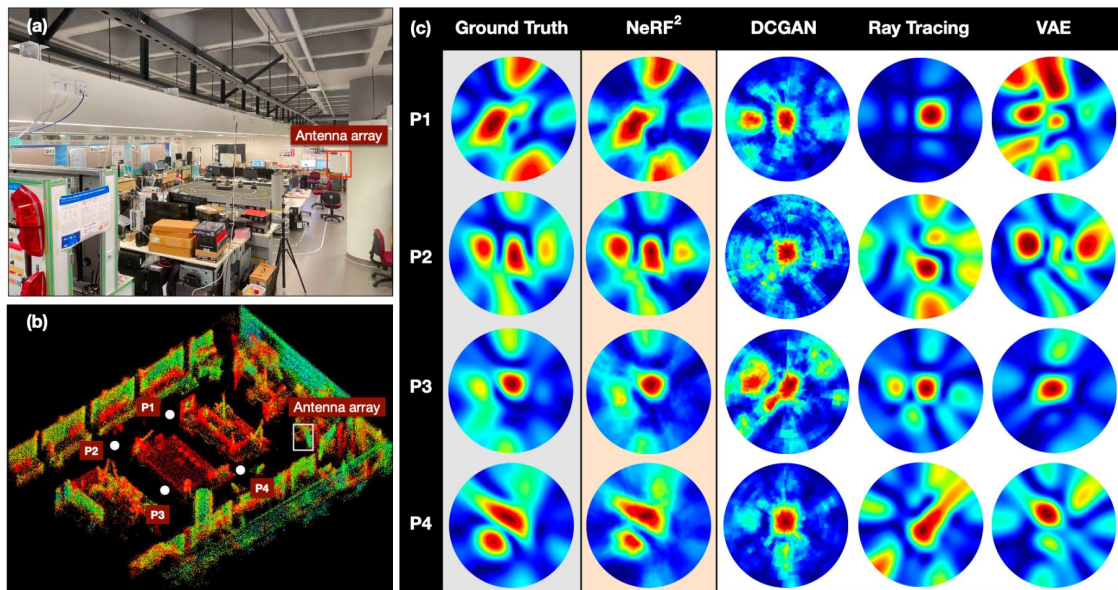 (a)
Antenna array
(b)
P1
Antenna array
P2
P4
P3
(c)
Ground Truth
NeRF²
DCGAN
Ray Tracing
VAE
P1
P2
P3
P4